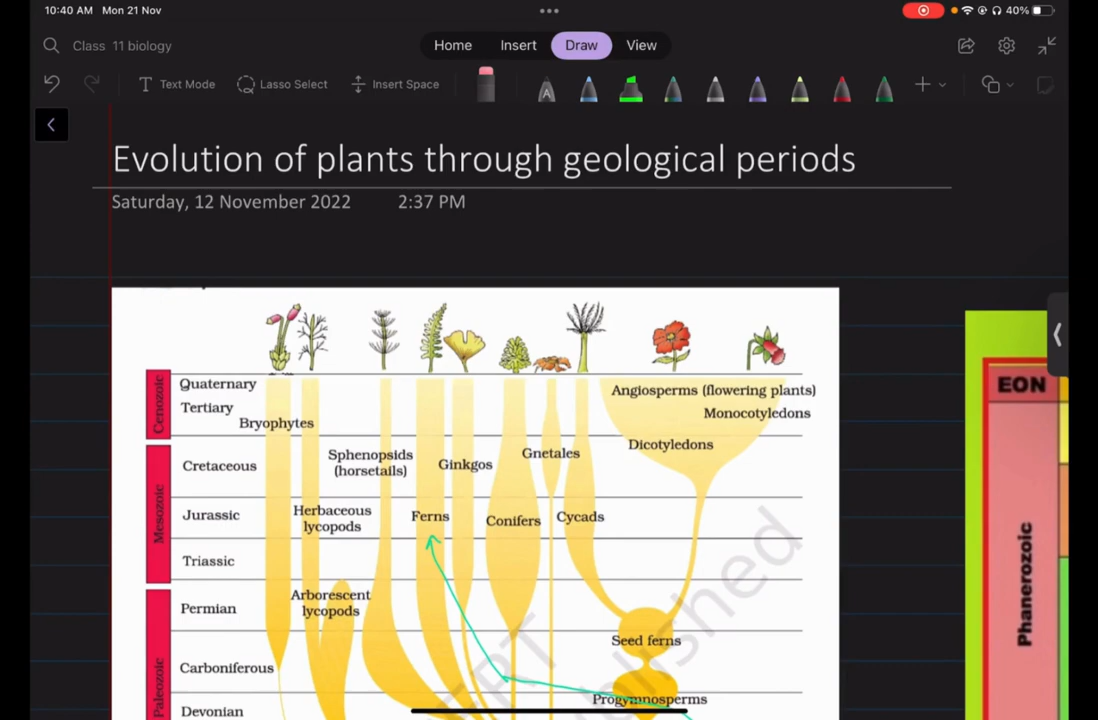 10:40 AM Mon 21 Nov
40%
Class 11 biology
Home Insert Draw View
Text Mode Lasso Select Insert Space
A
Evolution of plants through geological periods
Saturday, 12 November 2022 2:37 PM
Cenozoic
Quaternary
Tertiary
Bryophytes
Angiosperms (flowering plants)
Monocotyledons
Dicotyledons
Mesozoic
Cretaceous
Sphenopsids
(horsetails)
Ginkgos
Gnetales
Jurassic
Herbaceous
lycopods
Ferns
Conifers
Cycads
Triassic
Paleozoic
Permian
Arborescent
lycopods
Seed ferns
Carboniferous
Progymnosperms
Devonian
EON
Phanerozoic
published